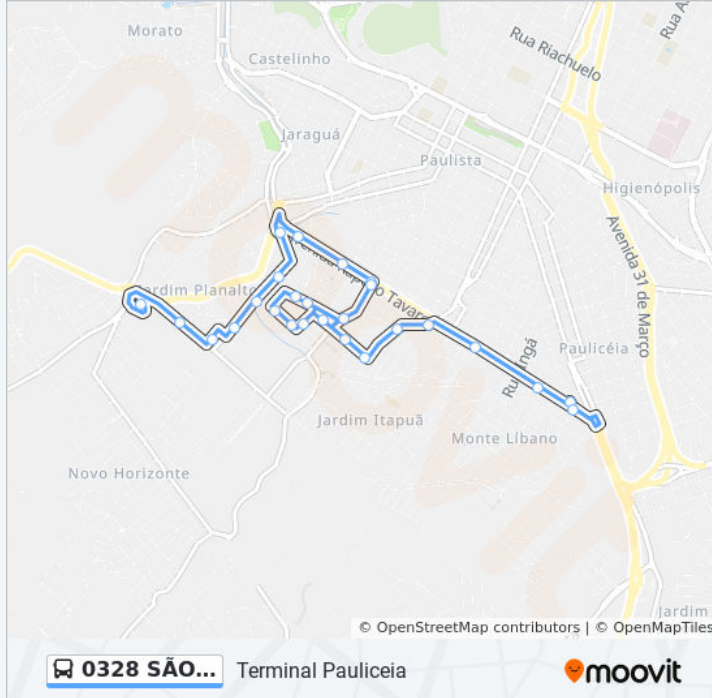 Morato
Castelinho
Rua Riachuelo
Jaraguá
Paulista
Higienópolis
Avenida 31 de Março
Jardim Planalto
Tavar
Paulicéia
Jardim Itapuã
Monte Líbano
Novo Horizonte
Jardim
© OpenStreetMap contributors | © OpenMapTiles
0328 SÃO...
Terminal Pauliceia
moovit